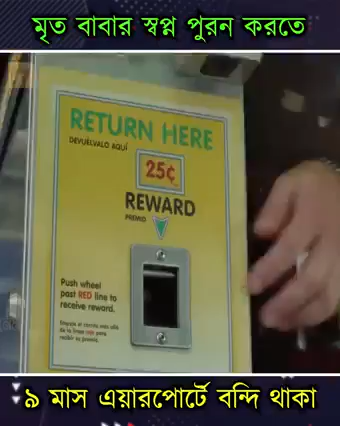 মৃত বাবার স্বপ্ন পুরন করতে
RETURN HERE
DEVUÉLVALO AQUÍ
25¢
REWARD
PREMIO
Push wheel
past RED line to
receive reward.
৯ মাস এয়ারপোর্টে বন্দি থাকা